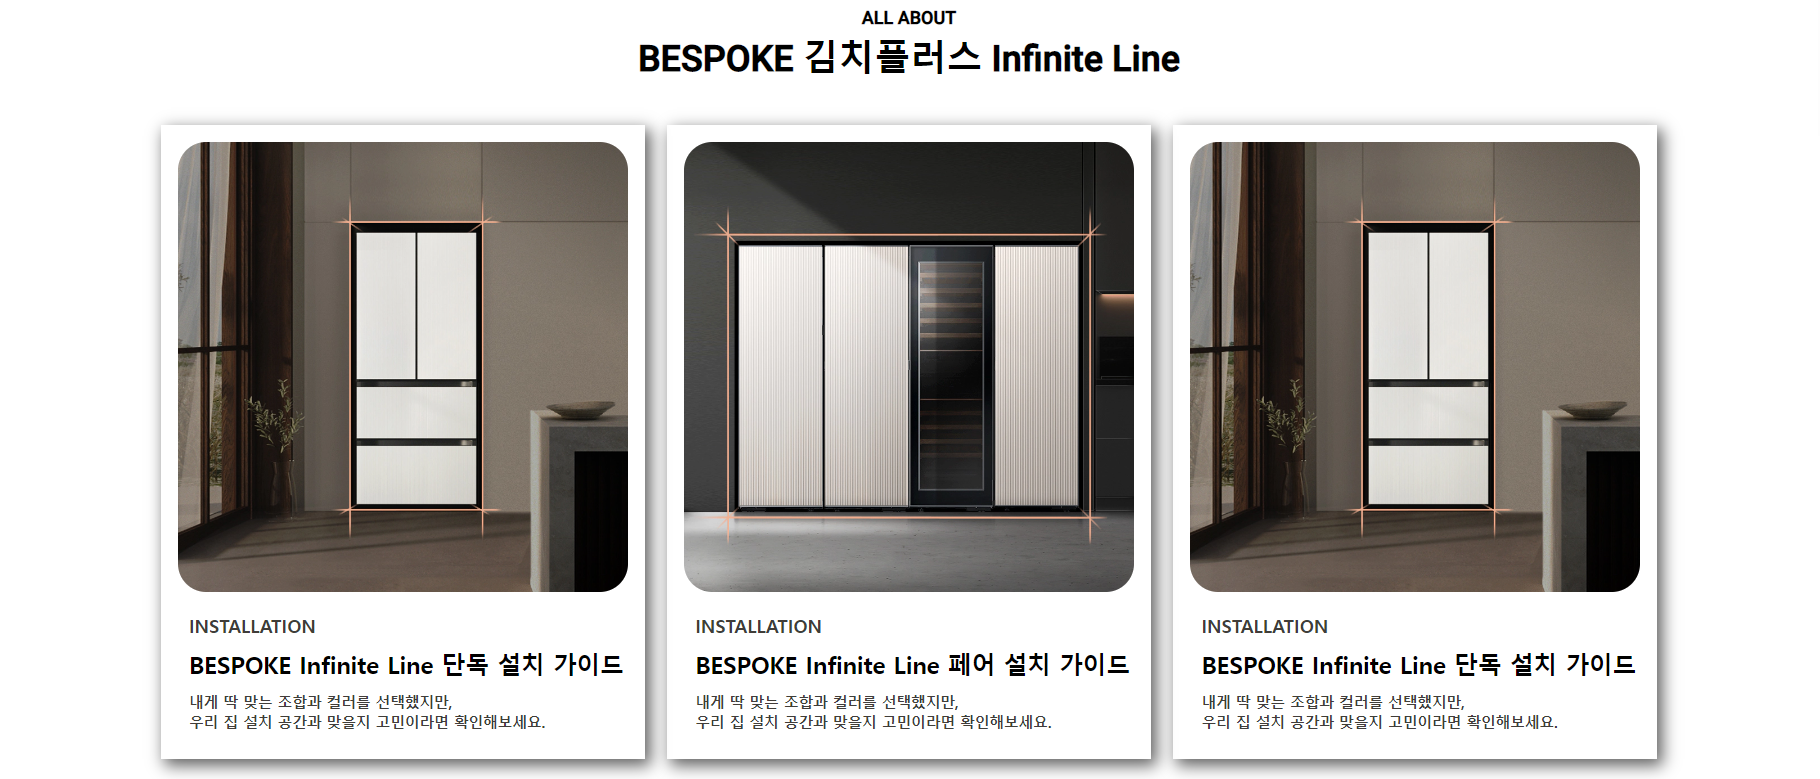 ALL ABOUT
BESPOKE 김치플러스 Infinite Line
INSTALLATION
BESPOKE Infinite Line 단독 설치 가이드
내게 딱 맞는 조합과 컬러를 선택했지만,
우리 집 설치 공간과 맞을지 고민이라면 확인해보세요.
INSTALLATION
BESPOKE Infinite Line 페어 설치 가이드
내게 딱 맞는 조합과 컬러를 선택했지만,
우리 집 설치 공간과 맞을지 고민이라면 확인해보세요.
INSTALLATION
BESPOKE Infinite Line 단독 설치 가이드
내게 딱 맞는 조합과 컬러를 선택했지만,
우리 집 설치 공간과 맞을지 고민이라면 확인해보세요.